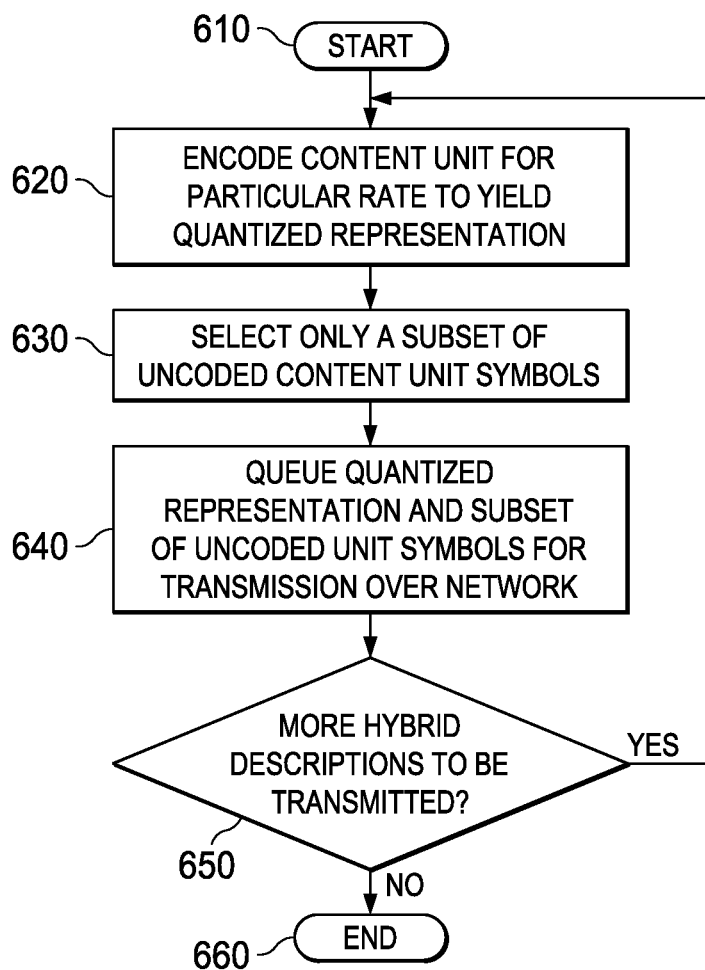 610
START
620
ENCODE CONTENT UNIT FOR
PARTICULAR RATE TO YIELD
QUANTIZED REPRESENTATION
630
SELECT ONLY A SUBSET OF
UNCODED CONTENT UNIT SYMBOLS
640
QUEUE QUANTIZED
REPRESENTATION AND SUBSET
OF UNCODED UNIT SYMBOLS FOR
TRANSMISSION OVER NETWORK
MORE HYBRID
DESCRIPTIONS TO BE
TRANSMITTED?
YES
650
NO
660
END